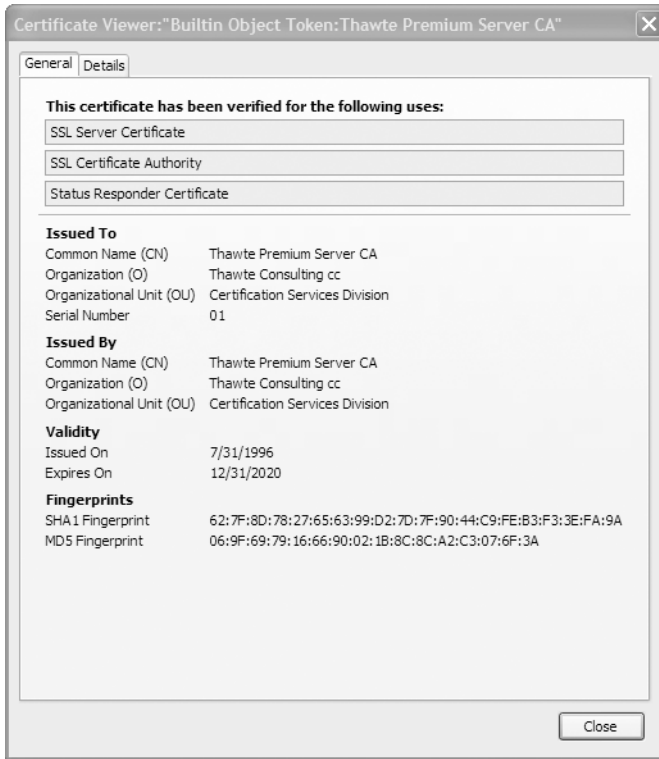 Certificate Viewer:"Builtin Object Token:Thawte Premium Server CA"
General Details
This certificate has been verified for the following uses:
SSL Server Certificate
SSL Certificate Authority
Status Responder Certificate
Issued To
Common Name (CN) Thawte Premium Server CA
Organization (O) Thawte Consulting cc
Organizational Unit (OU) Certification Services Division
Serial Number 01
Issued By
Common Name (CN) Thawte Premium Server CA
Organization (O) Thawte Consulting cc
Organizational Unit (OU) Certification Services Division
Validity
Issued On 7/31/1996
Expires On 12/31/2020
Fingerprints
SHA1 Fingerprint 62:7F:8D:78:27:65:63:99:D2:7D:7F:90:44:C9:FE:B3:F3:3E:FA:9A
MD5 Fingerprint 06:9F:69:79:16:66:90:02:1B:8C:8C:A2:C3:07:6F:3A
Close